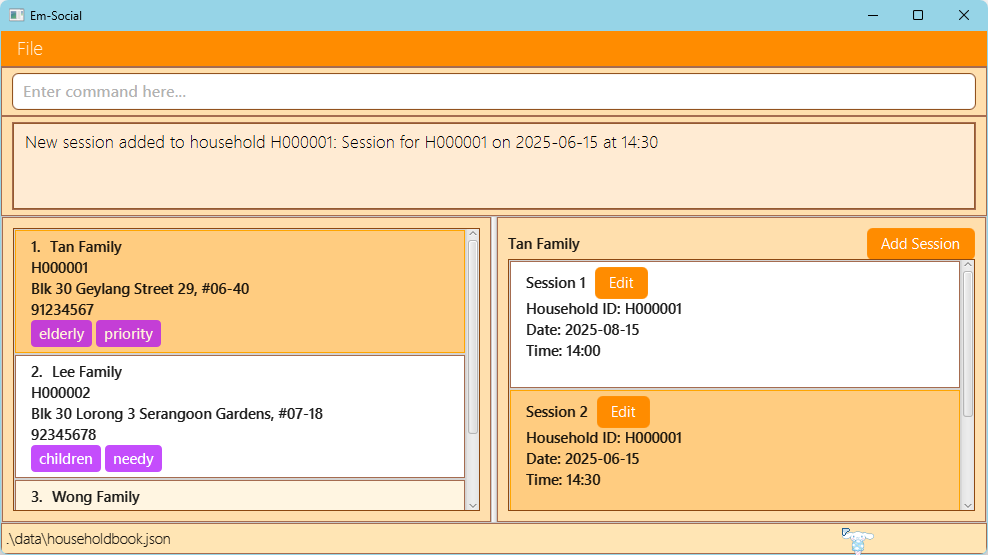 Em-Social
File
Enter command here...
New session added to household H000001: Session for H000001 on 2025-06-15 at 14:30
1. Tan Family
H000001
Blk 30 Geylang Street 29, #06-40
91234567
elderly priority
2. Lee Family
H000002
Blk 30 Lorong 3 Serangoon Gardens, #07-18
92345678
children needy
3. Wong Family
Tan Family Add Session
Session 1 Edit
Household ID: H000001
Date: 2025-08-15
Time: 14:00
Session 2 Edit
Household ID: H000001
Date: 2025-06-15
Time: 14:30
.\data\householdbook.json